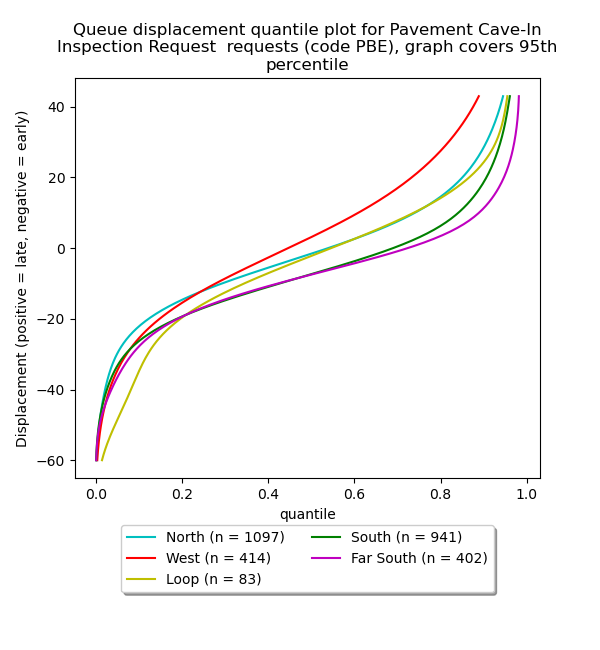 Queue displacement quantile plot for Pavement Cave-In
Inspection Request  requests (code PBE), graph covers 95th
percentile
Displacement (positive = late, negative = early)
40
20
0
−20
−40
−60
0.0 0.2 0.4 0.6 0.8 1.0
quantile
North (n = 1097)
West (n = 414)
Loop (n = 83)
South (n = 941)
Far South (n = 402)